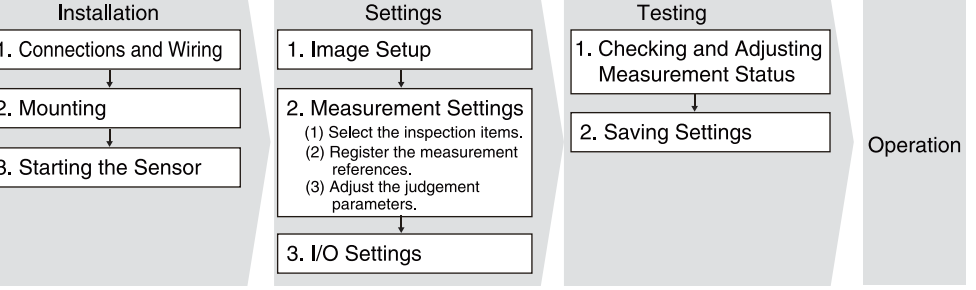 Installation
1. Connections and Wiring
2. Mounting
3. Starting the Sensor
Settings
1. Image Setup
2. Measurement Settings
(1) Select the inspection items.
(2) Register the measurement
references.
(3) Adjust the judgement
parameters.
3. I/O Settings
Testing
1. Checking and Adjusting
Measurement Status
2. Saving Settings
Operation